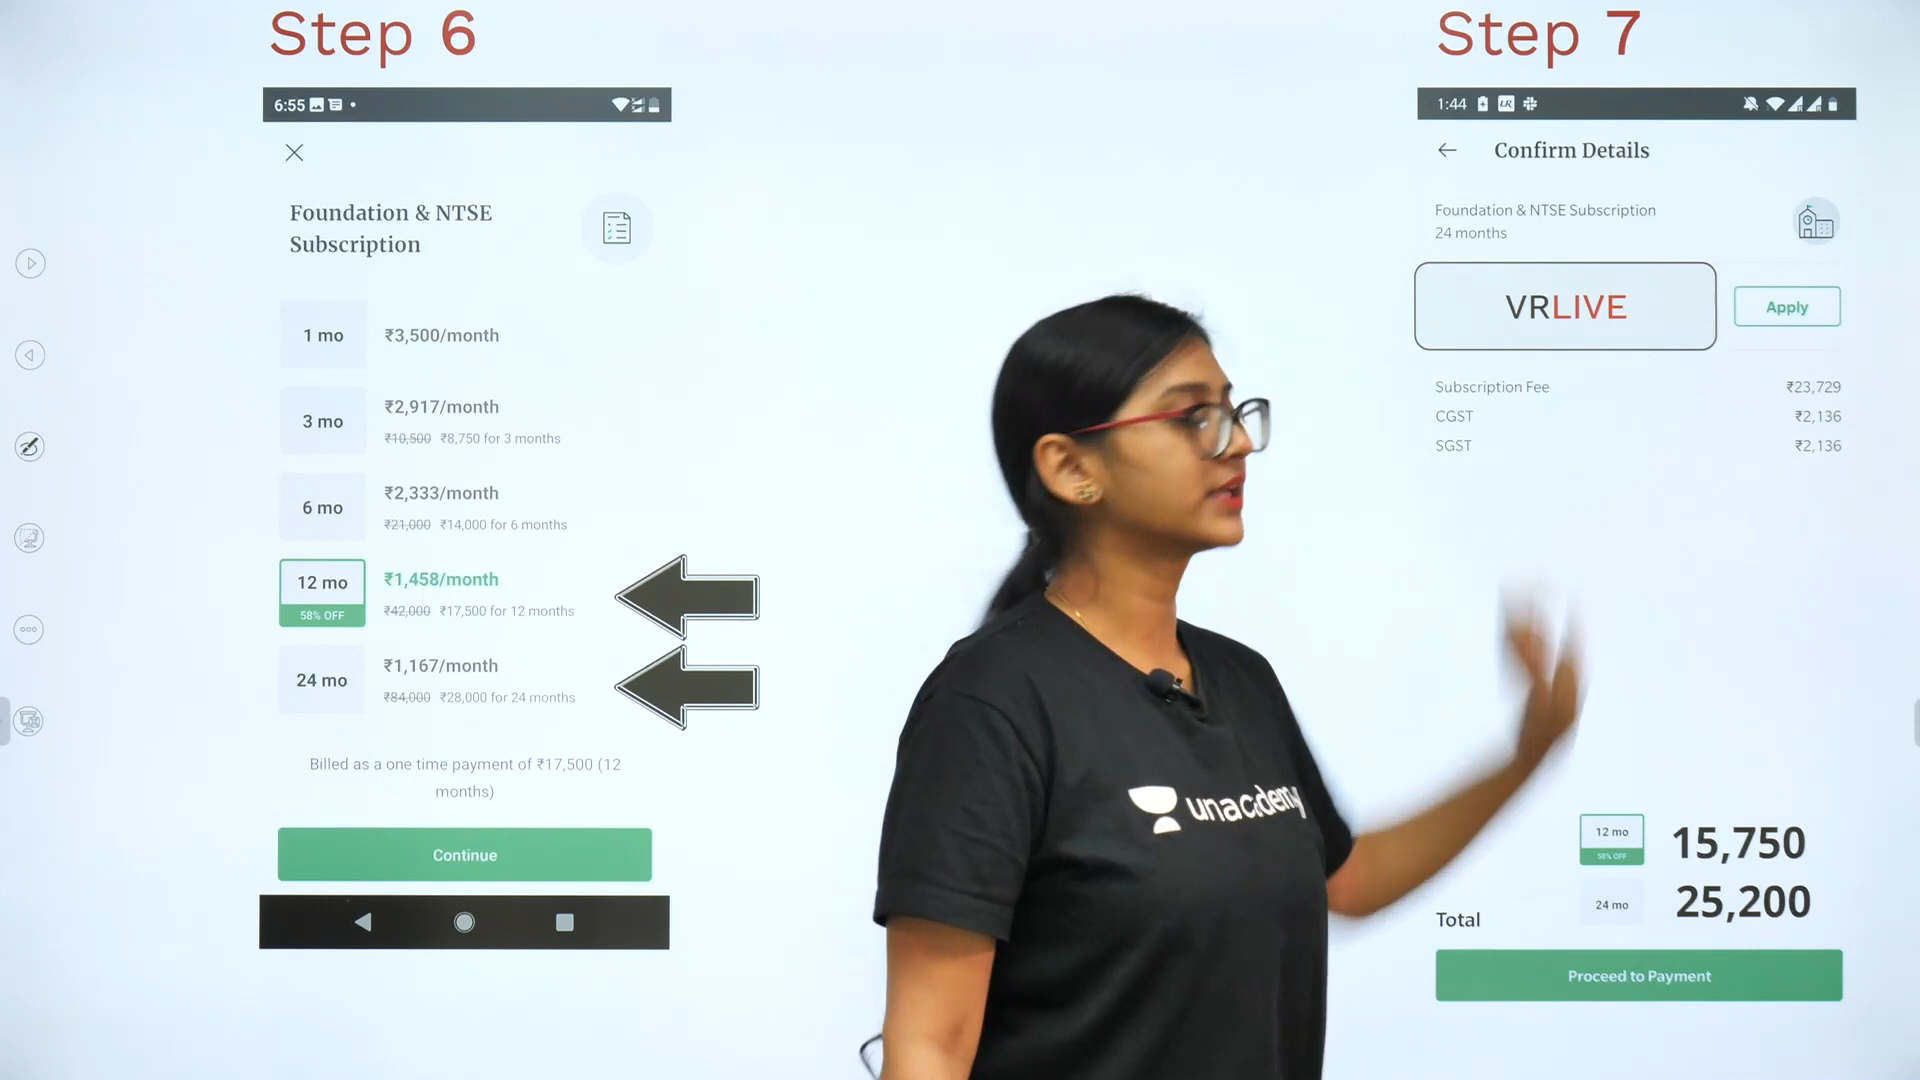 Step 6
6:55
Foundation & NTSE
Subscription
1 mo
₹3,500/month
3 mo
₹2,917/month
₹10,500 ₹8,750 for 3 months
6 mo
₹2,333/month
₹21,000 ₹14,000 for 6 months
12 mo
58% OFF
₹1,458/month
₹42,000 ₹17,500 for 12 months
24 mo
₹1,167/month
₹84,000 ₹28,000 for 24 months
Billed as a one time payment of ₹17,500 (12
months)
Continue
unacademy
Step 7
1:44
LR
Confirm Details
Foundation & NTSE Subscription
24 months
VRLIVE
Apply
Subscription Fee ₹23,729
CGST ₹2,136
SGST ₹2,136
12 mo
58% OFF
15,750
24 mo
25,200
Total
Proceed to Payment